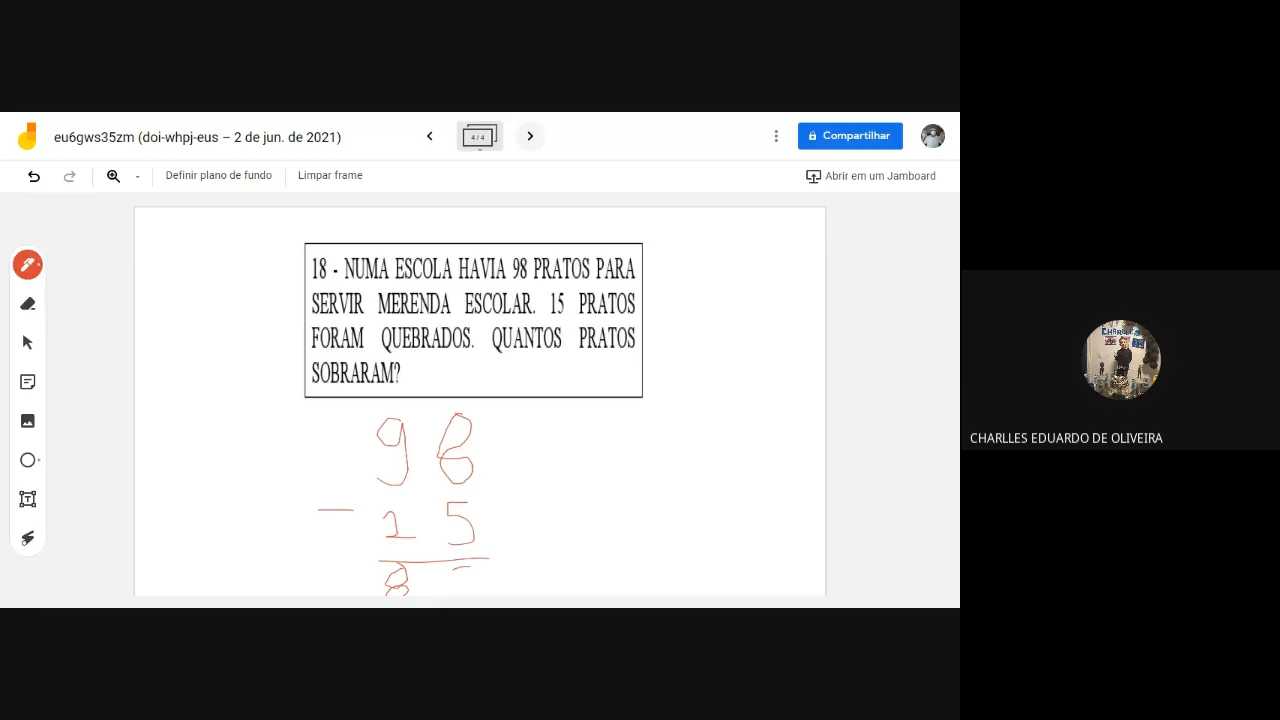 eu6gws35zm (doi-whpj-eus – 2 de jun. de 2021)
4 / 4
Compartilhar
Definir plano de fundo
Limpar frame
Abrir em um Jamboard
18 - NUMA ESCOLA HAVIA 98 PRATOS PARA
SERVIR MERENDA ESCOLAR. 15 PRATOS
FORAM QUEBRADOS. QUANTOS PRATOS
SOBRARAM?
98
- 15
8
CHARLLES
CHARLLES EDUARDO DE OLIVEIRA